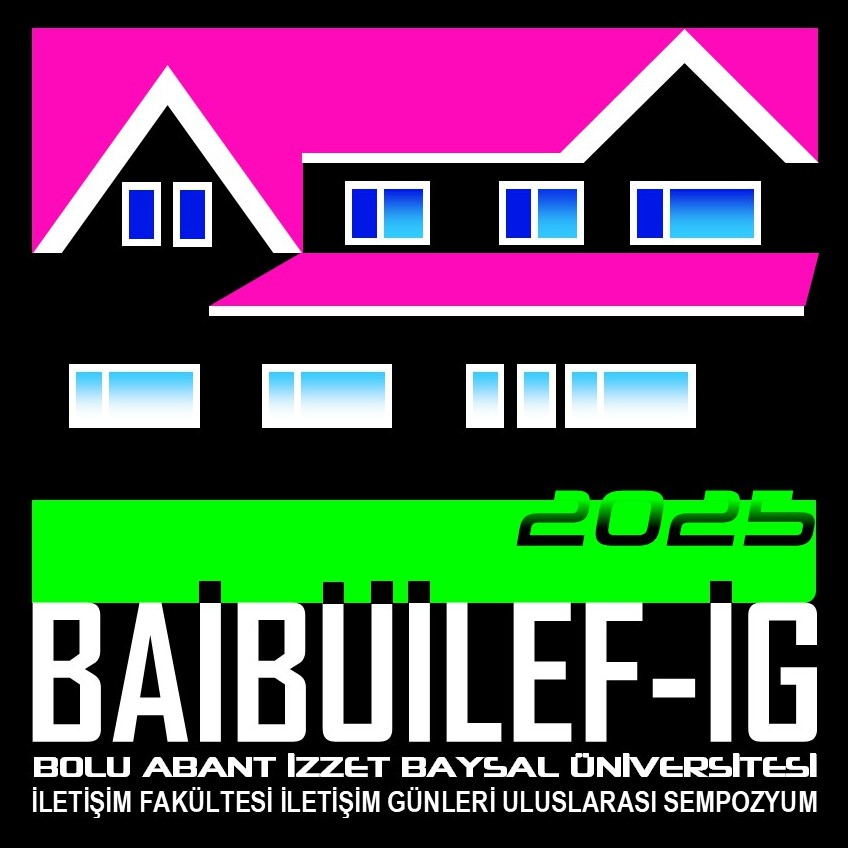 2025
BAİBÜİLEF-İG
BOLU ABANT İZZET BAYSAL ÜNİVERSİTESİ
İLETİŞİM FAKÜLTESİ İLETİŞİM GÜNLERİ ULUSLARASI SEMPOZYUM